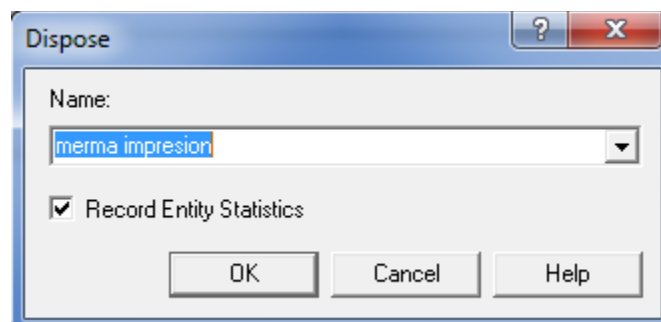 Dispose
Name:
merma impresion
Record Entity Statistics
OK Cancel Help